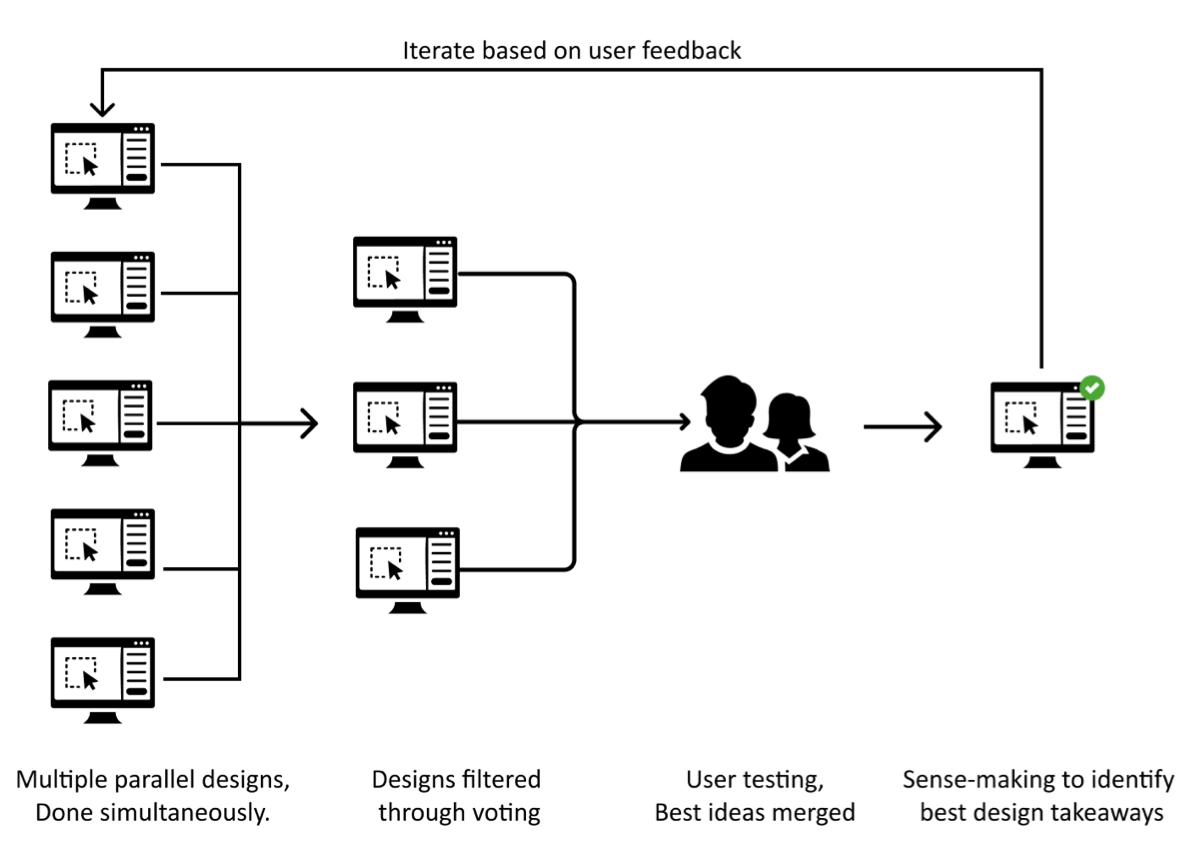 Iterate based on user feedback
Multiple parallel designs,
Done simultaneously.
Designs filtered
through voting
User testing,
Best ideas merged
Sense-making to identify
best design takeaways